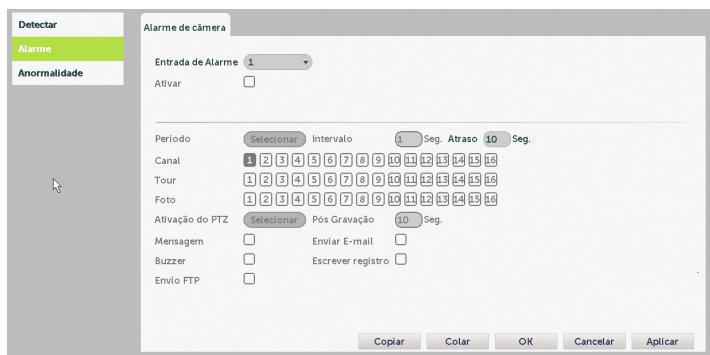 Detectar
Alarme
Anormalidade
Alarme de câmera
Entrada de Alarme 1
Ativar
Periodo Selecionar Intervalo 1 Seg. Atraso 10 Seg.
Canal 1 2 3 4 5 6 7 8 9 10 11 12 13 14 15 16
Tour 1 2 3 4 5 6 7 8 9 10 11 12 13 14 15 16
Foto 1 2 3 4 5 6 7 8 9 10 11 12 13 14 15 16
Ativação do PTZ Selecionar Pós Gravação 10 Seg.
Mensagem Enviar E-mail
Buzzer Escrever registro
Envio FTP
Copiar Colar OK Cancelar Aplicar